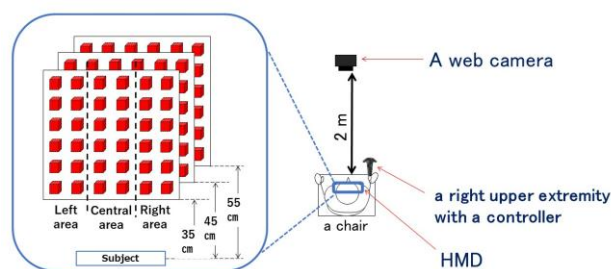 A web camera
2 m
a right upper extremity
with a controller
a chair
HMD
Left
area
Central
area
Right
area
35
cm
45
cm
55
cm
Subject